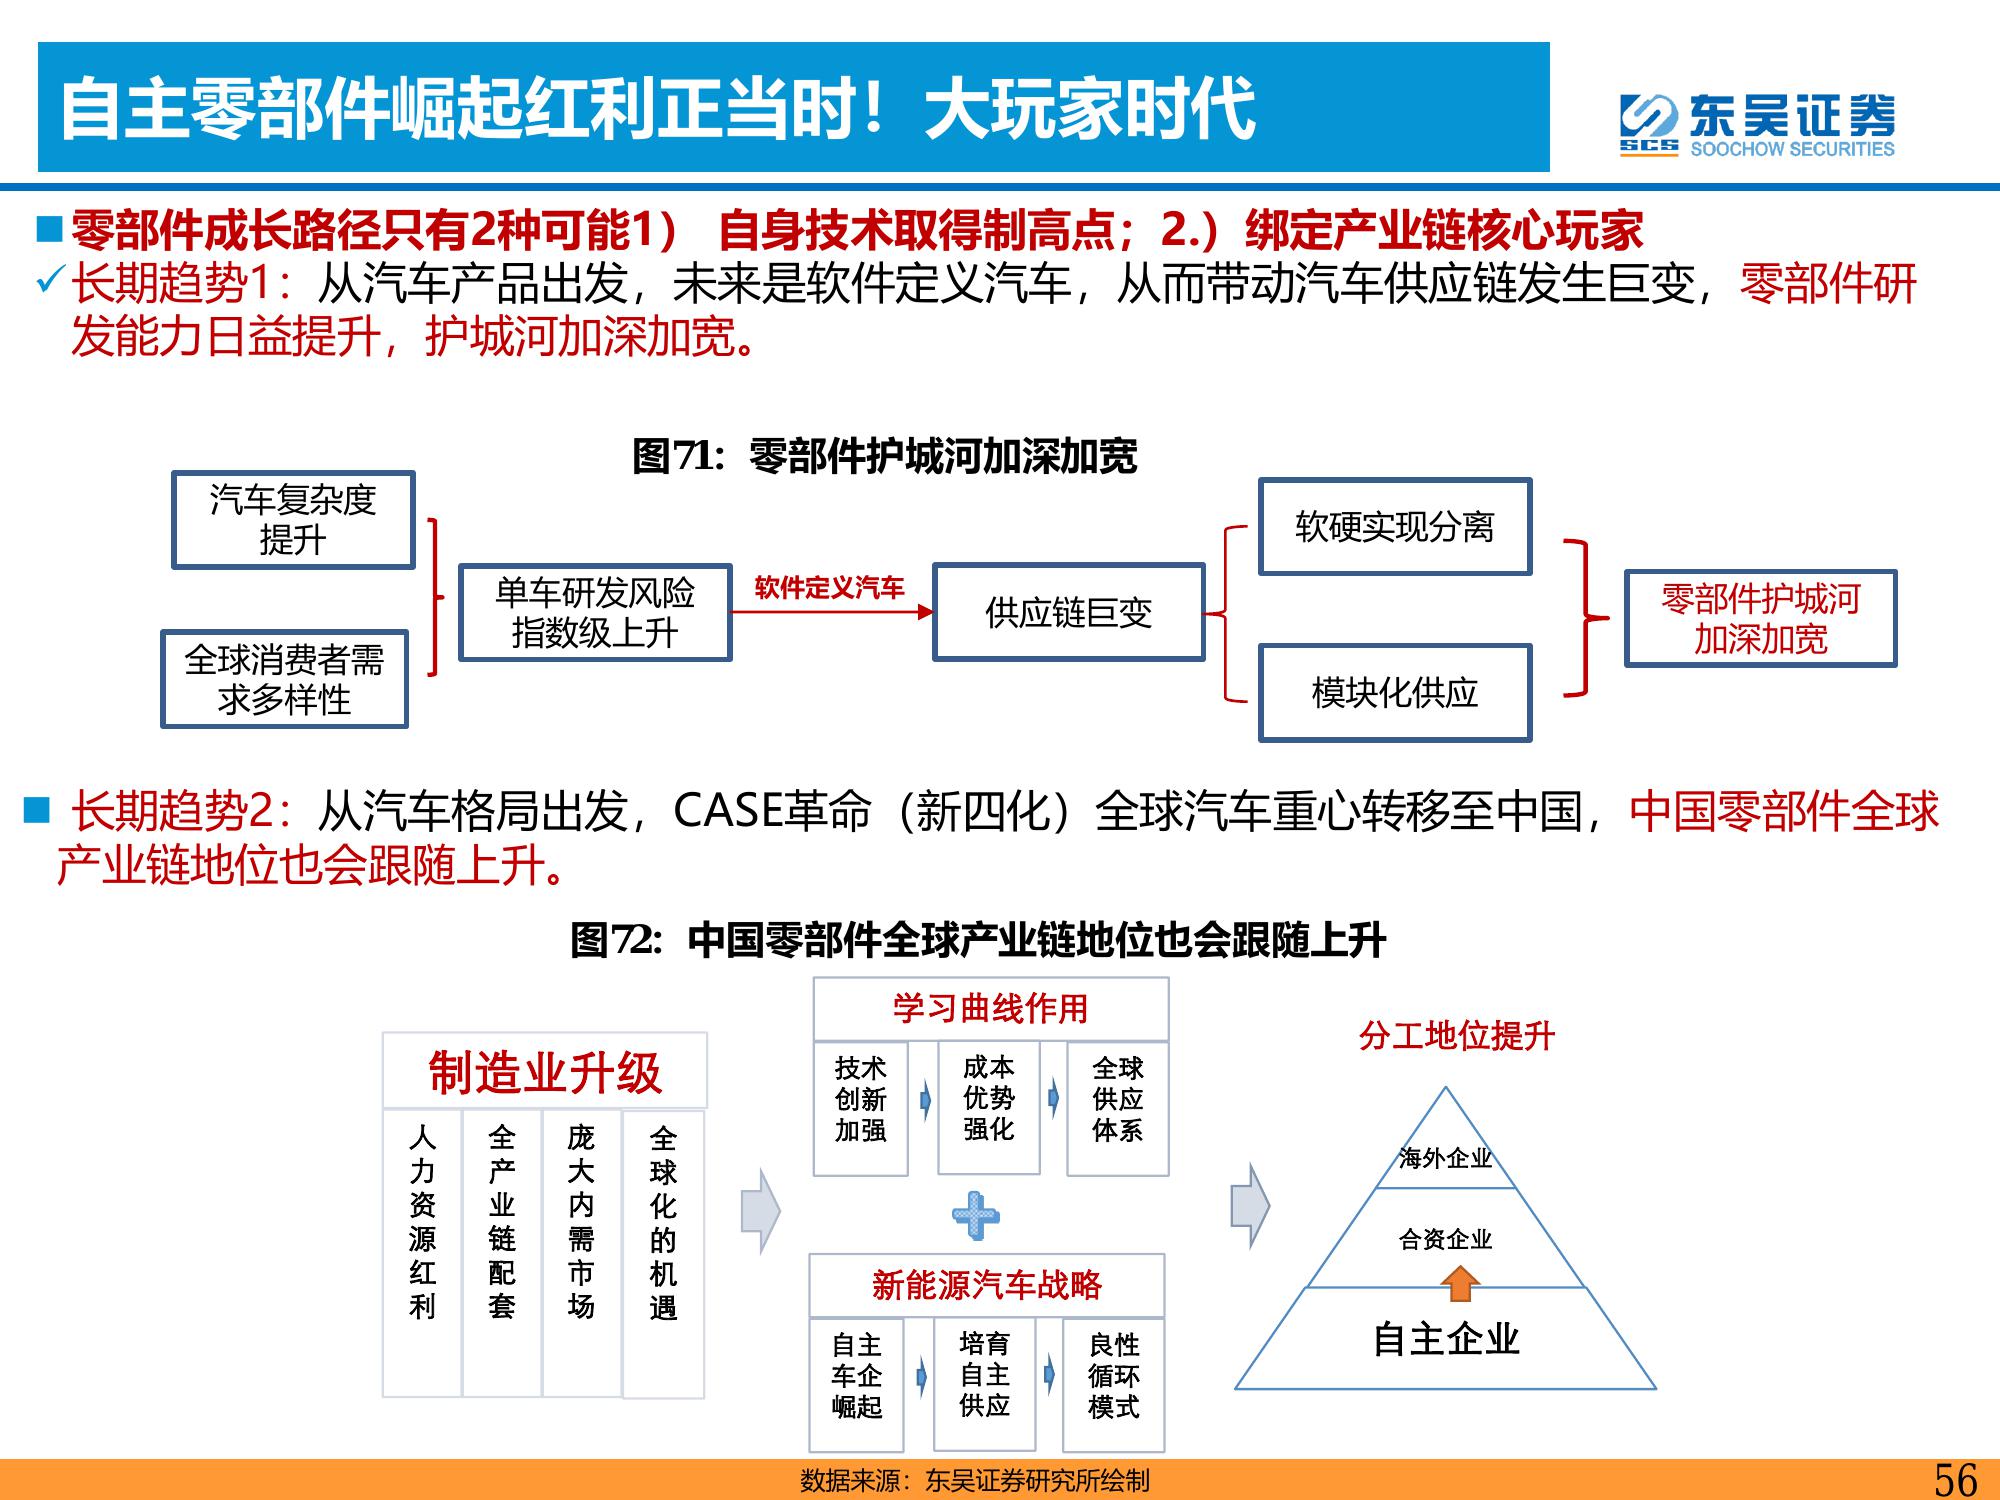 自主零部件崛起红利正当时！大玩家时代
东吴证券
SCS
SOOCHOW SECURITIES
零部件成长路径只有2种可能1） 自身技术取得制高点；2.）绑定产业链核心玩家
长期趋势1：从汽车产品出发，未来是软件定义汽车，从而带动汽车供应链发生巨变，零部件研
发能力日益提升，护城河加深加宽。
图71：零部件护城河加深加宽
汽车复杂度
提升
全球消费者需
求多样性
单车研发风险
指数级上升
软件定义汽车
供应链巨变
软硬实现分离
模块化供应
零部件护城河
加深加宽
长期趋势2：从汽车格局出发，CASE革命（新四化）全球汽车重心转移至中国，中国零部件全球
产业链地位也会跟随上升。
图72：中国零部件全球产业链地位也会跟随上升
制造业升级
人力资源红利
全产业链配套
庞大内需市场
全球化的机遇
学习曲线作用
技术
创新
加强
成本
优势
强化
全球
供应
体系
新能源汽车战略
自主
车企
崛起
培育
自主
供应
良性
循环
模式
分工地位提升
海外企业
合资企业
自主企业
数据来源：东吴证券研究所绘制
56